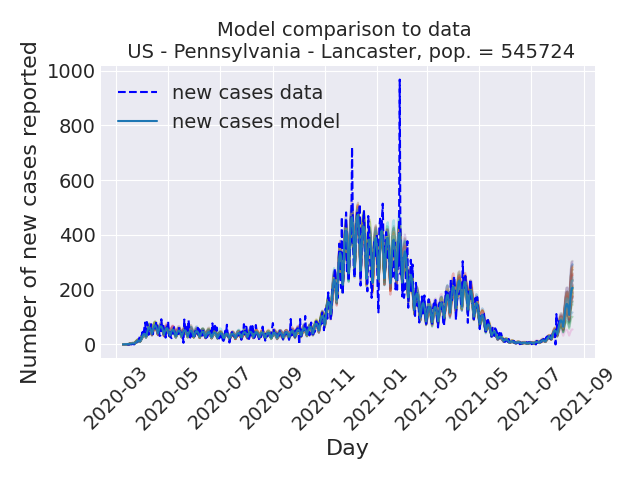 Model comparison to data
US - Pennsylvania - Lancaster, pop. = 545724
Number of new cases reported
1000
800
600
400
200
0
new cases data
new cases model
2020-03
2020-05
2020-07
2020-09
2020-11
2021-01
2021-03
2021-05
2021-07
2021-09
Day